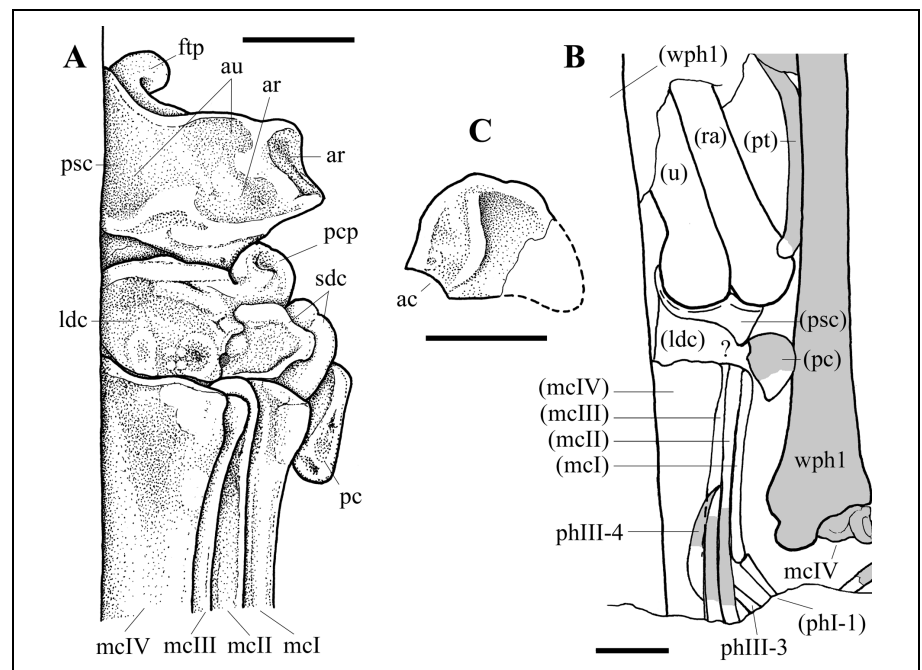 A
ftp
au
ar
ar
psc
pcp
sdc
ldc
pc
mcIV mcIII mcII mcI
C
ac
B
(wph1)
(ra)
(pt)
(u)
(psc)
(ldc)
?
(pc)
(mcIV)
(mcIII)
(mcII)
(mcI)
wph1
phIII-4
mcIV
(phI-1)
phIII-3